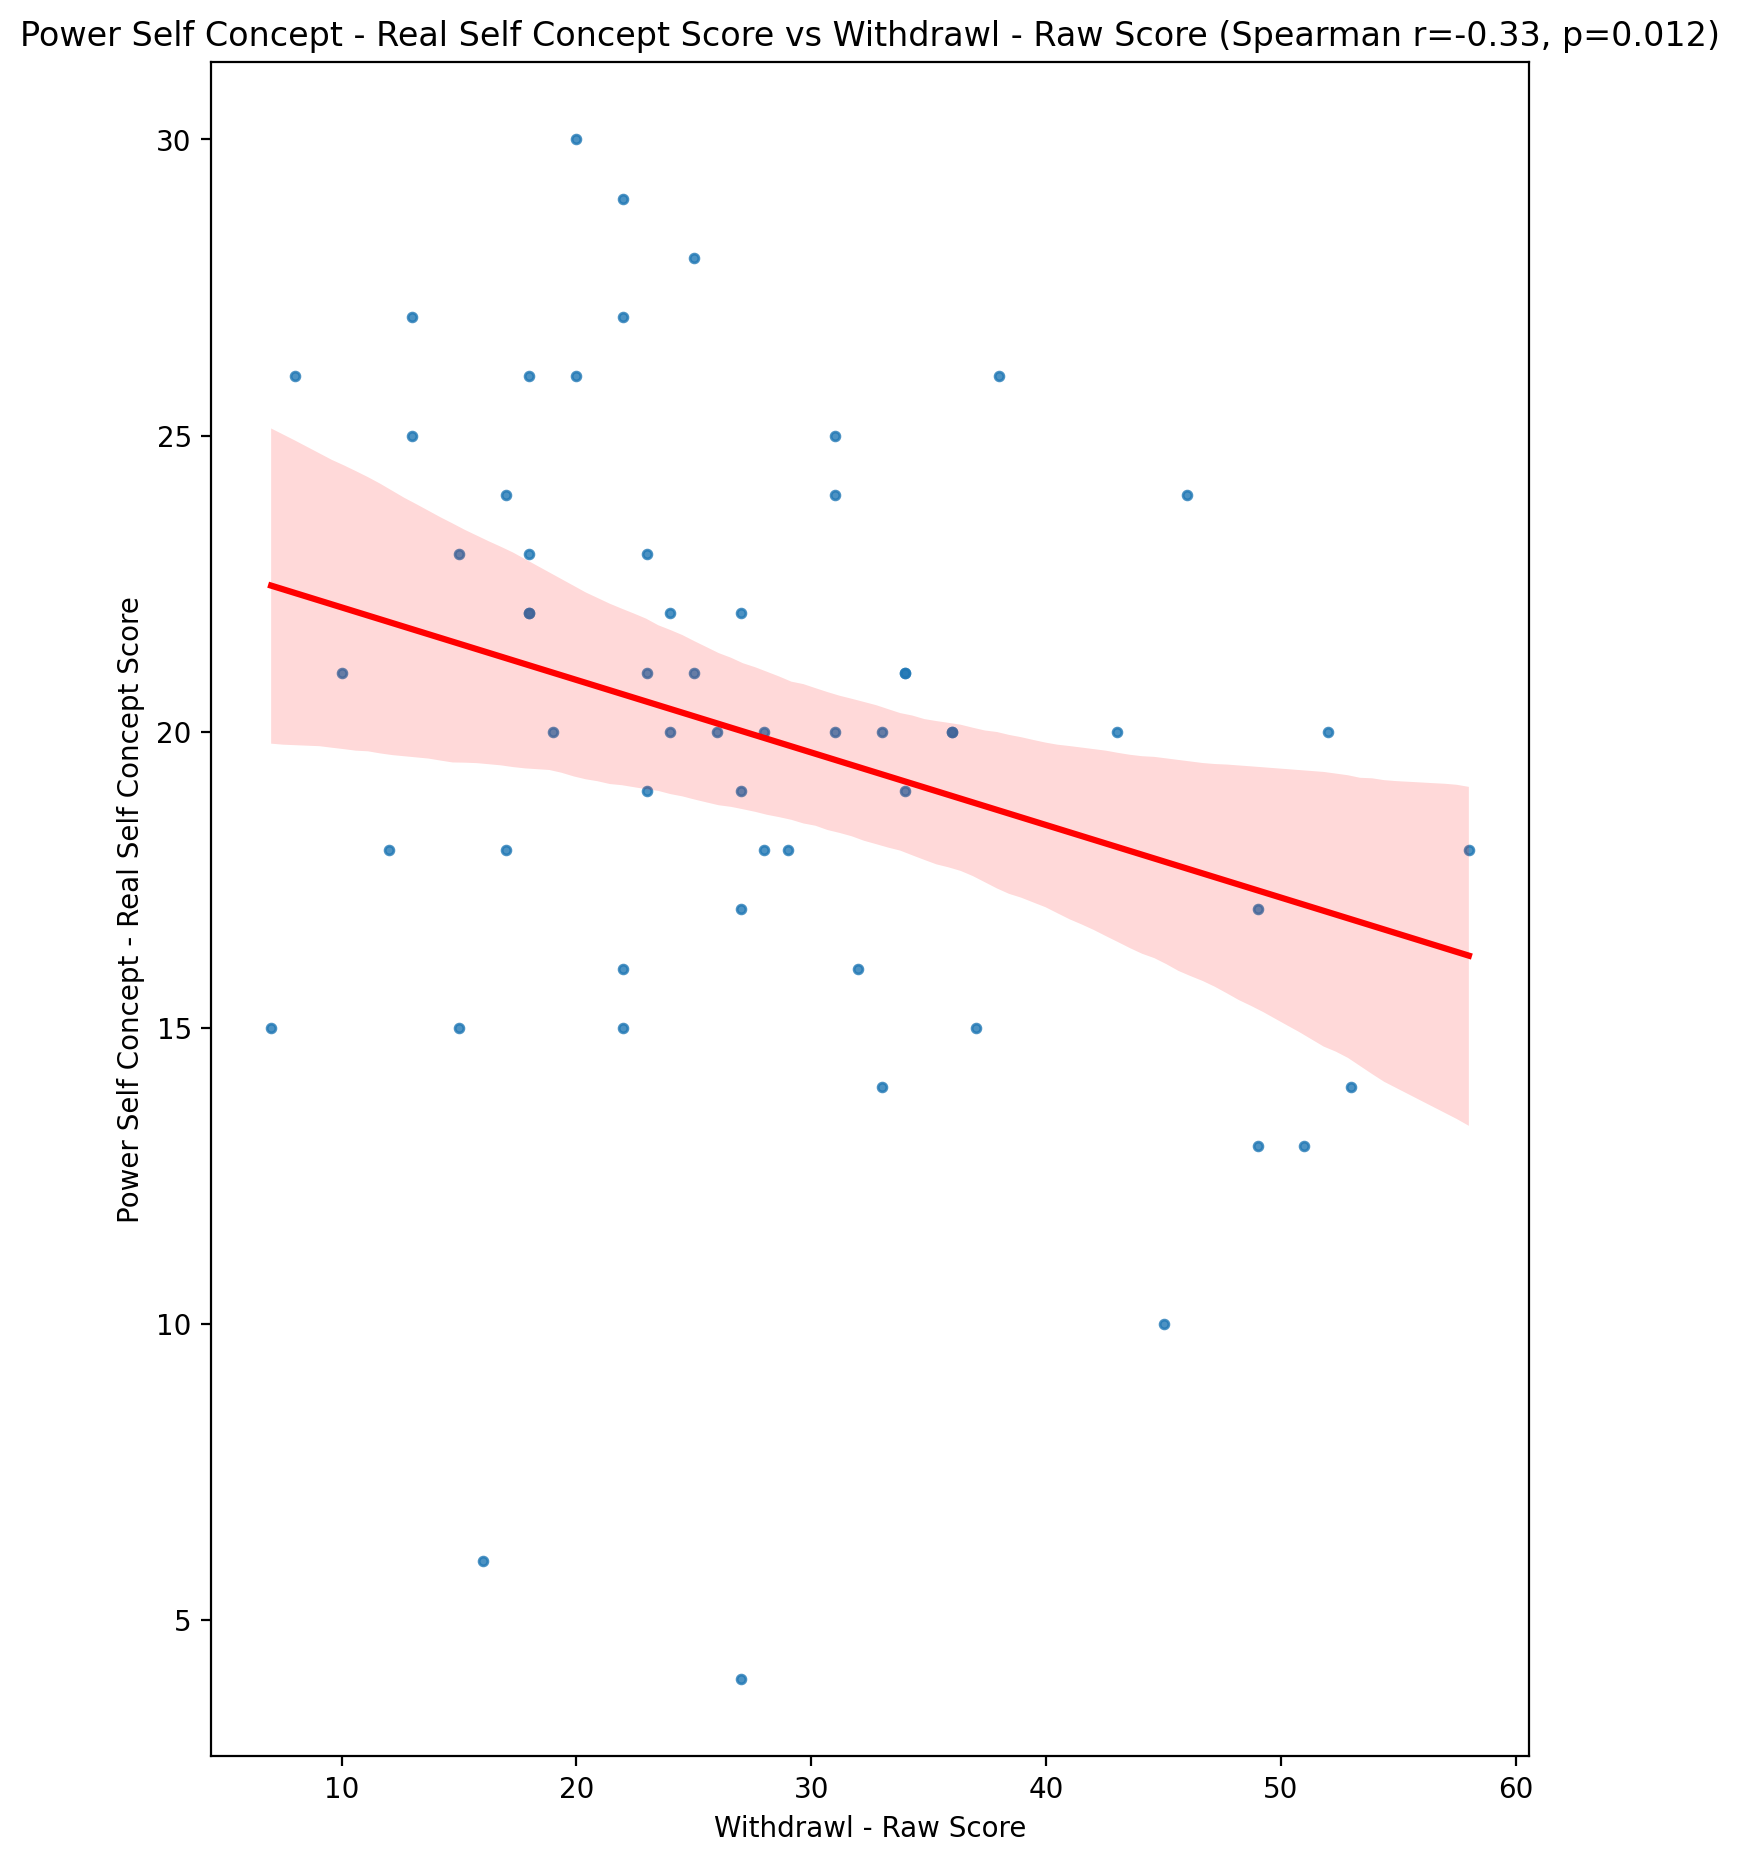 Power Self Concept - Real Self Concept Score vs Withdrawl - Raw Score (Spearman r=-0.33, p=0.012)
30
25
20
15
10
5
Power Self Concept - Real Self Concept Score
10 20 30 40 50 60
Withdrawl - Raw Score